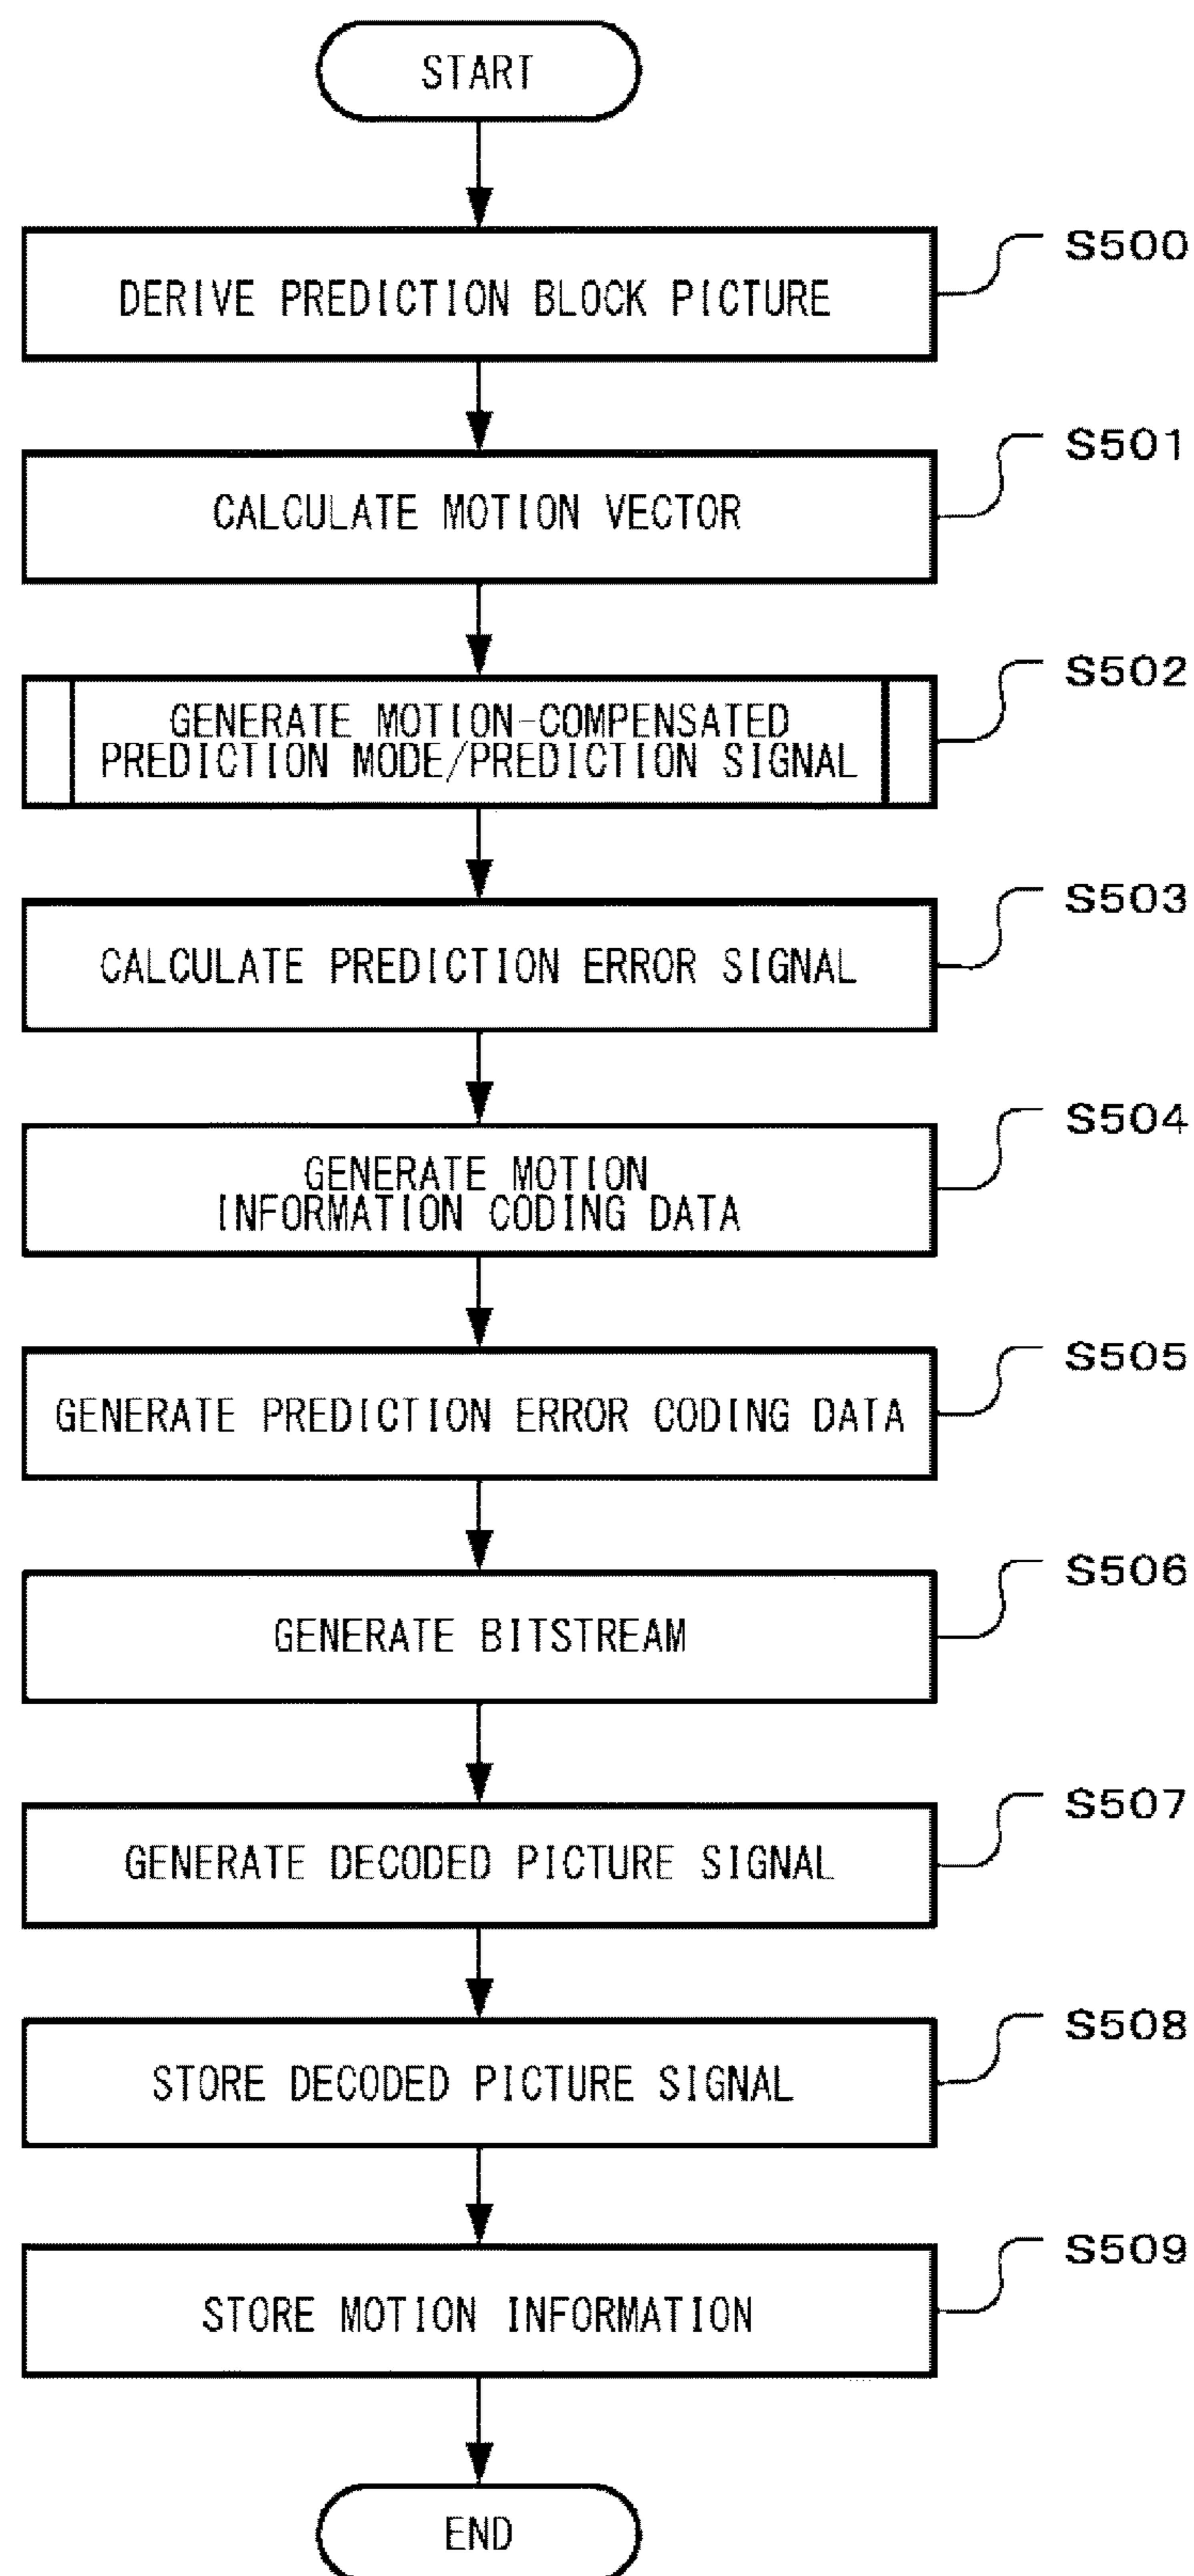 START
S500
DERIVE PREDICTION BLOCK PICTURE
S501
CALCULATE MOTION VECTOR
S502
GENERATE MOTION-COMPENSATED
PREDICTION MODE/PREDICTION SIGNAL
S503
CALCULATE PREDICTION ERROR SIGNAL
S504
GENERATE MOTION
INFORMATION CODING DATA
S505
GENERATE PREDICTION ERROR CODING DATA
S506
GENERATE BITSTREAM
S507
GENERATE DECODED PICTURE SIGNAL
S508
STORE DECODED PICTURE SIGNAL
S509
STORE MOTION INFORMATION
END